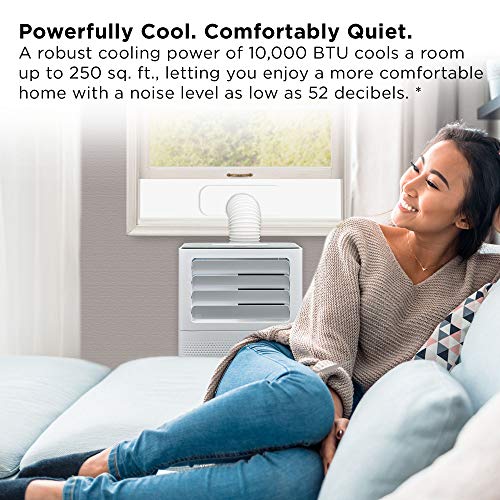 Powerfully Cool. Comfortably Quiet.
A robust cooling power of 10,000 BTU cools a room
up to 250 sq. ft., letting you enjoy a more comfortable
home with a noise level as low as 52 decibels. *